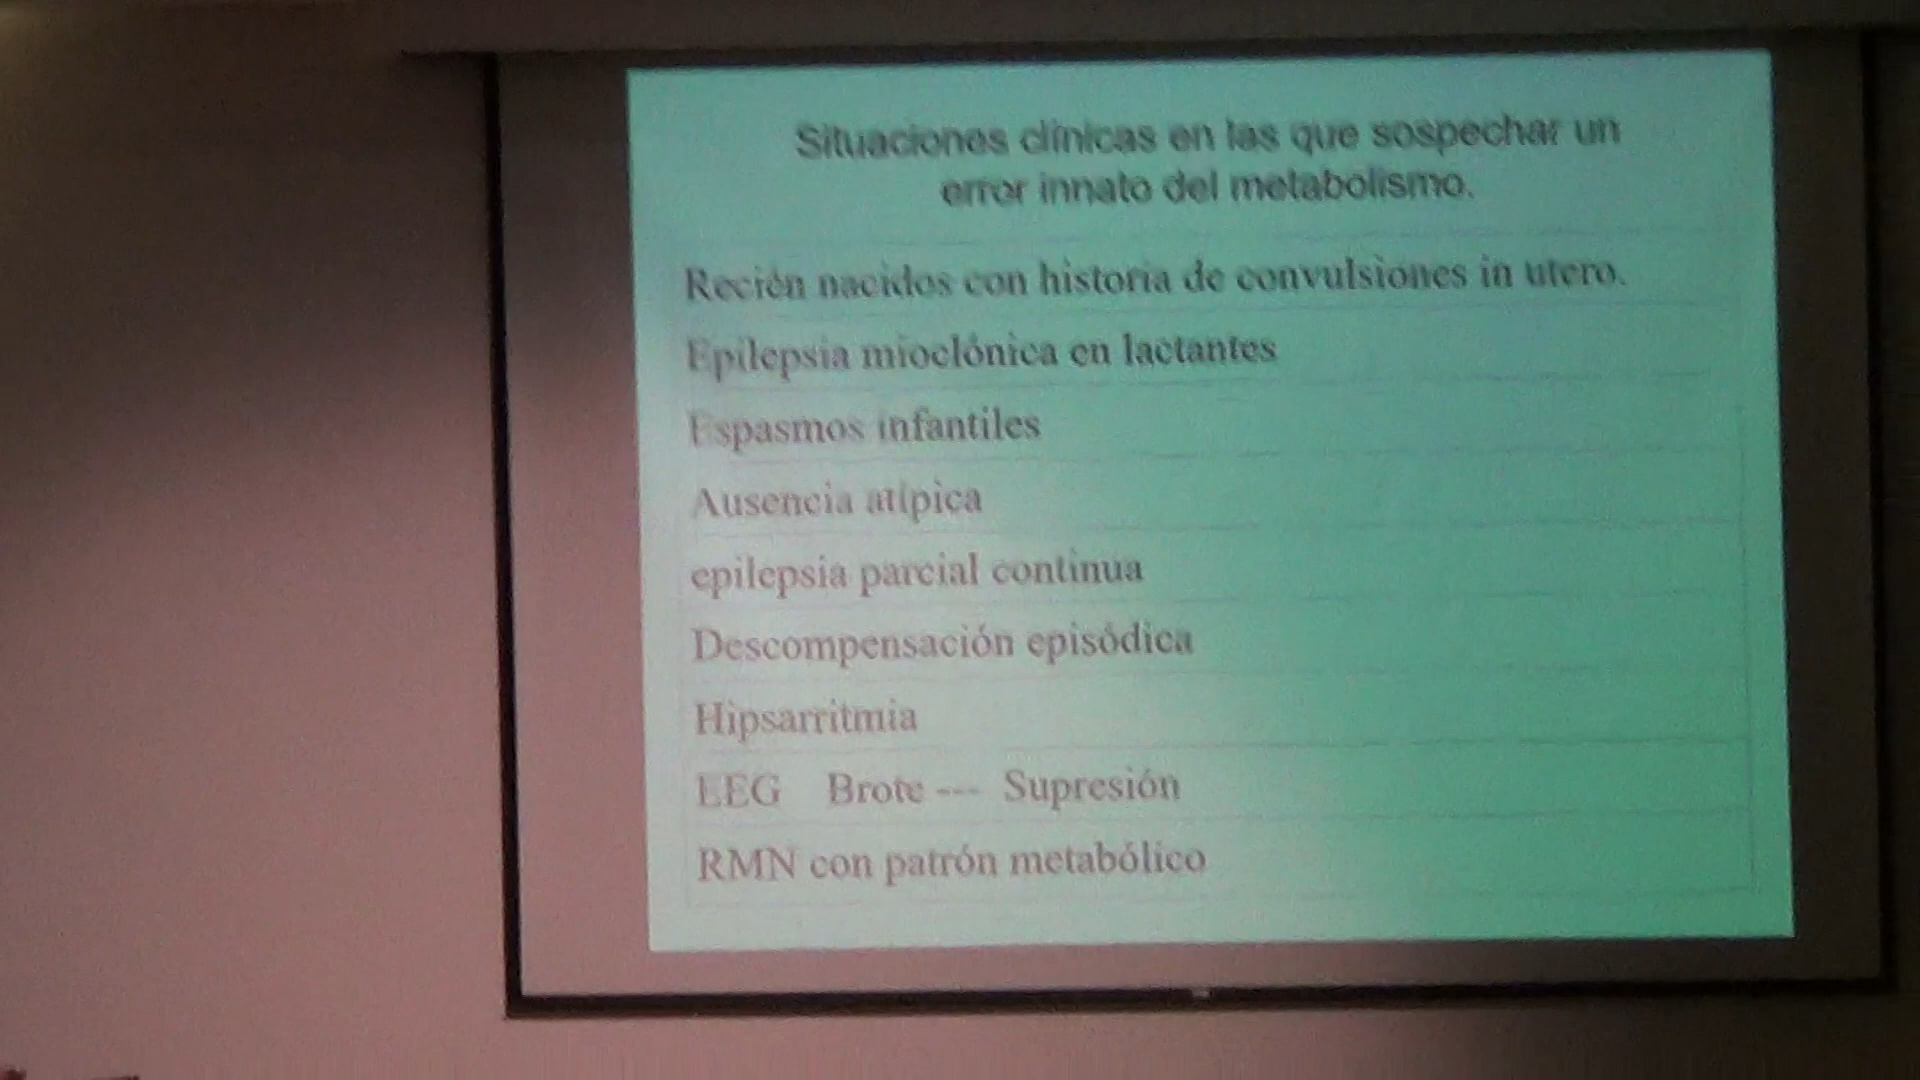 Situaciones clínicas en las que sospechar un
error innato del metabolismo.
Recién nacidos con historia de convulsiones in utero.
Epilepsia mioclónica en lactantes
Espasmos infantiles
Ausencia atípica
epilepsia parcial continua
Descompensación episódica
Hipsarritmia
EEG Brote --- Supresión
RMN con patrón metabólico